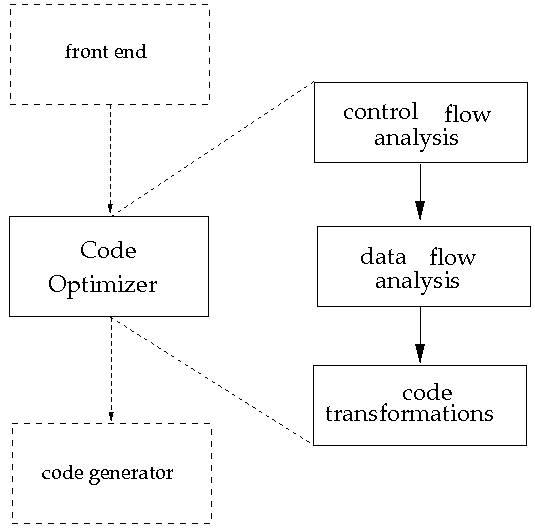 front end
Code
Optimizer
code generator
control flow
analysis
data flow
analysis
code
transformations